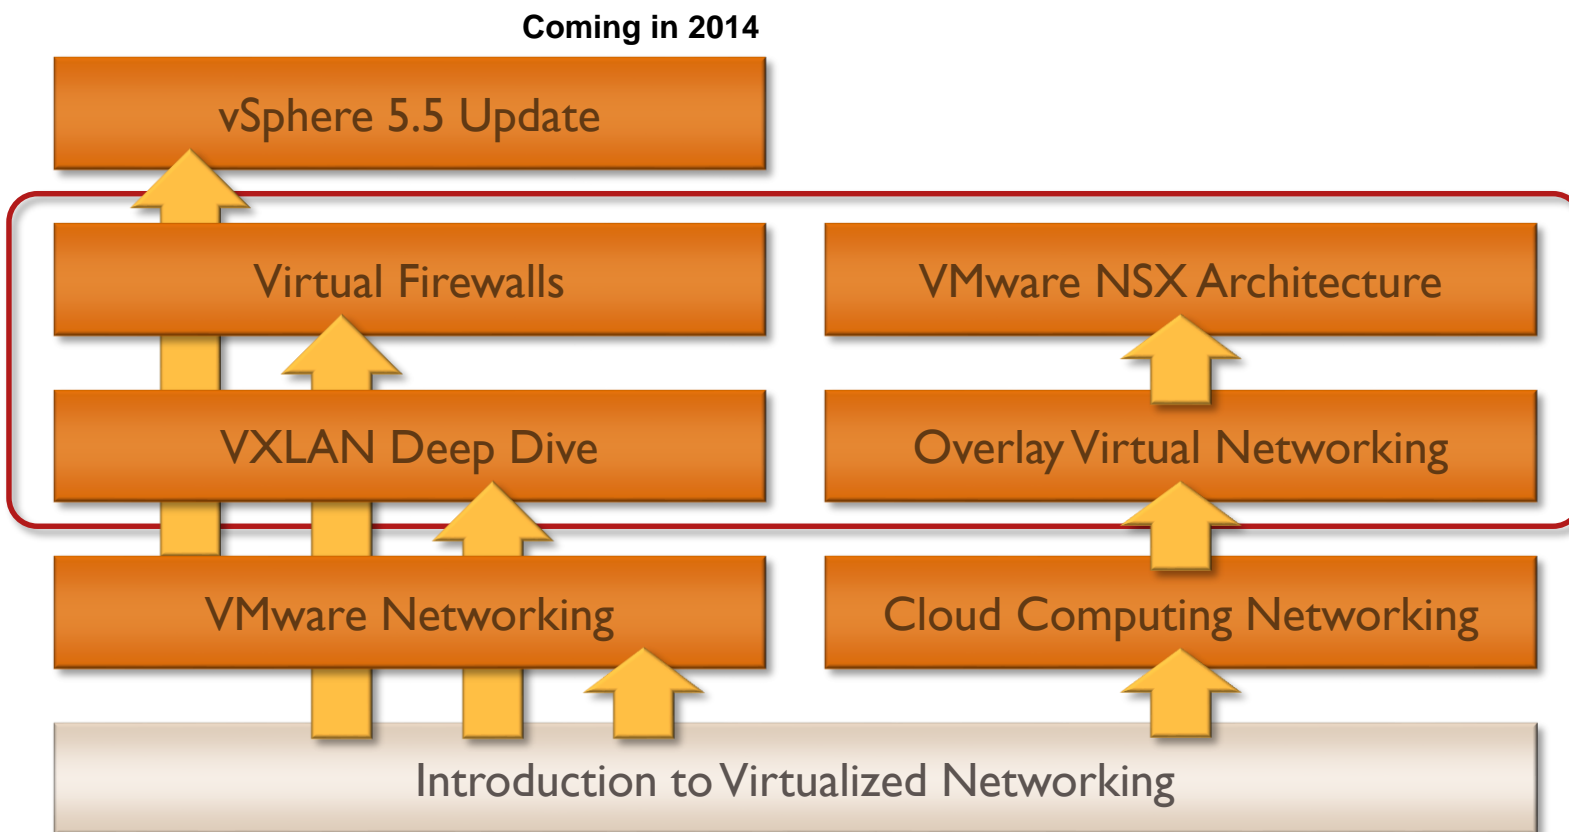 Coming in 2014
vSphere 5.5 Update
Virtual Firewalls
VMware NSX Architecture
VXLAN Deep Dive
Overlay Virtual Networking
VMware Networking
Cloud Computing Networking
Introduction to Virtualized Networking